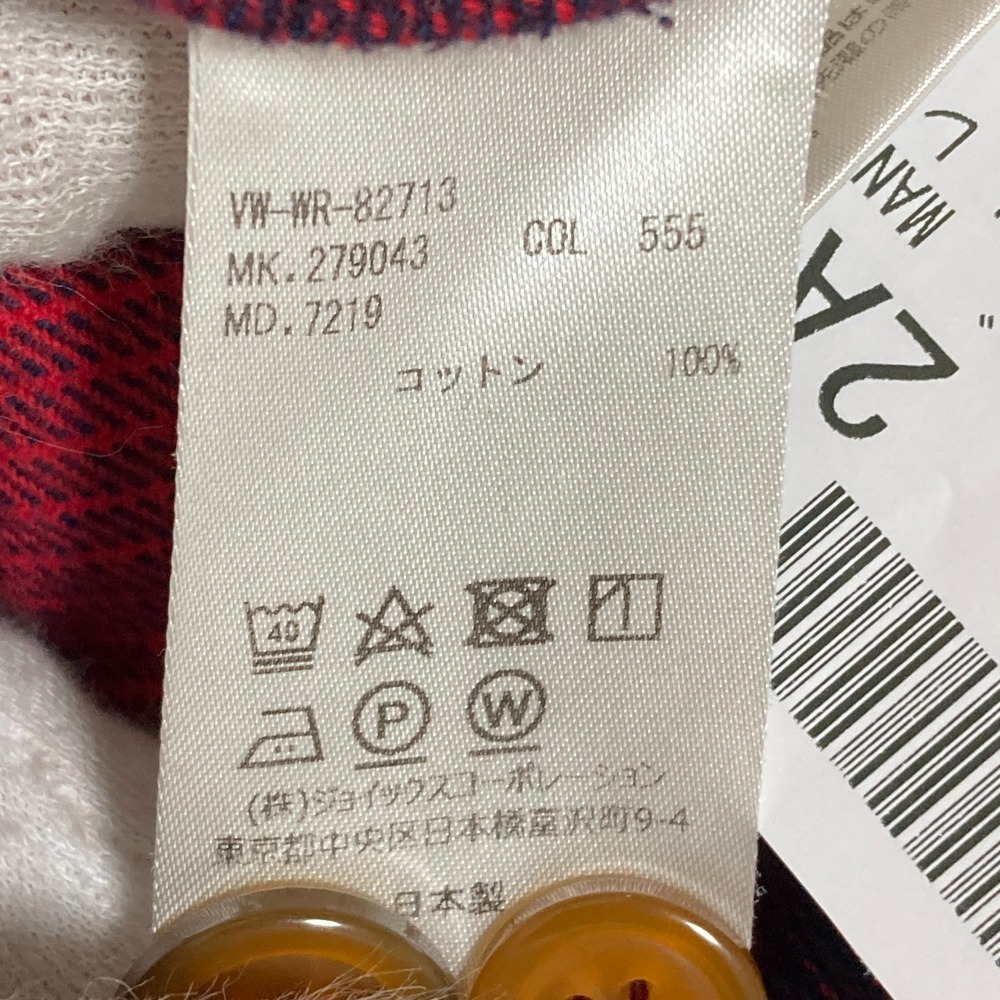 VW-WR-82713
MK.279043 COL 555
MD.7219
コットン 100%
40
P W
(株)ジョイックスコーポレーション
東京都中央区日本橋富沢町9-4
日本製
MAN
2A